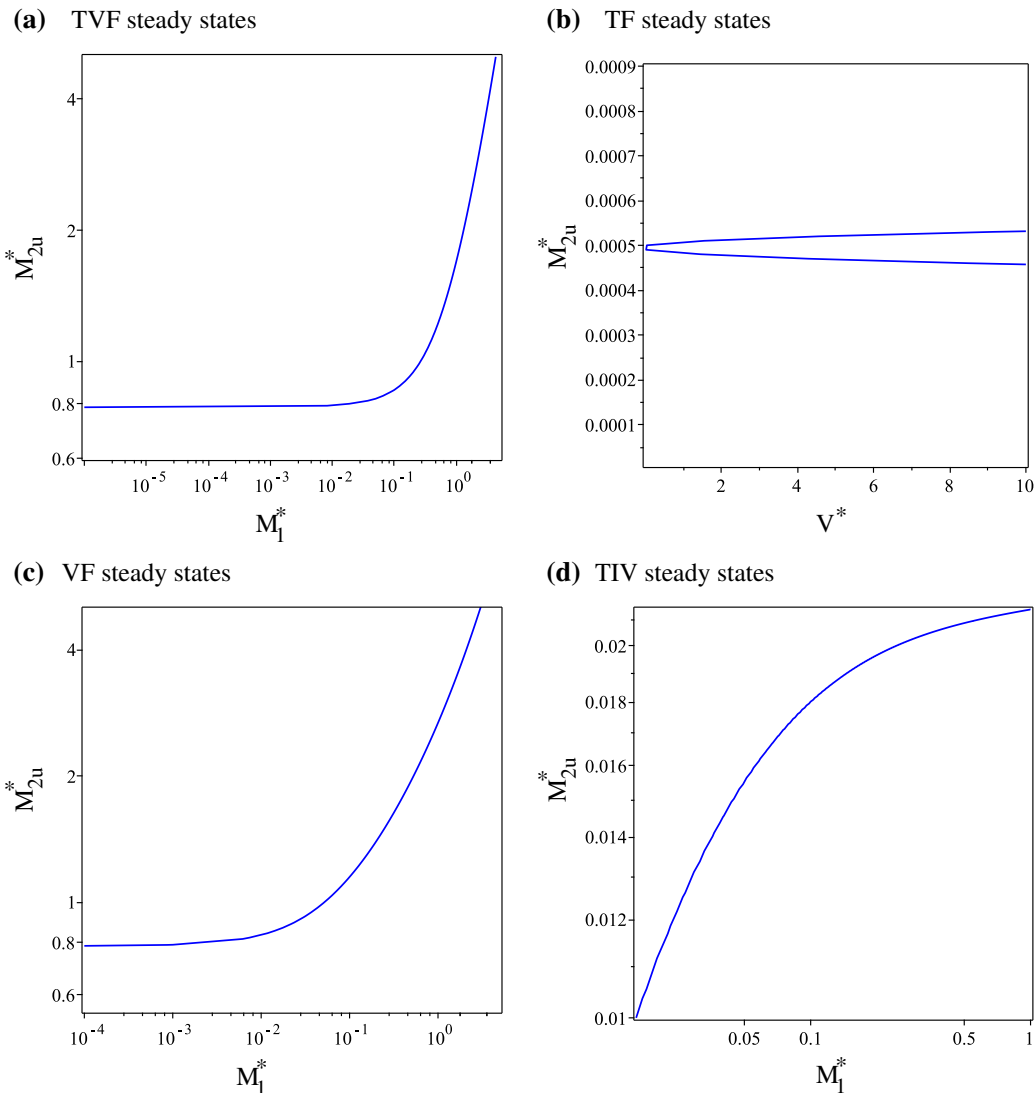 (a) TVF steady states
4
2
1
0.8
0.6
M*2u
10-5 10-4 10-3 10-2 10-1 100
M*1
(b) TF steady states
0.0009
0.0008
0.0007
0.0006
0.0005
0.0004
0.0003
0.0002
0.0001
M*2u
2 4 6 8 10
V*
(c) VF steady states
4
2
1
0.8
0.6
M*2u
10-4 10-3 10-2 10-1 100
M*1
(d) TIV steady states
0.02
0.018
0.016
0.014
0.012
0.01
M*2u
0.05 0.1 0.5 1
M*1